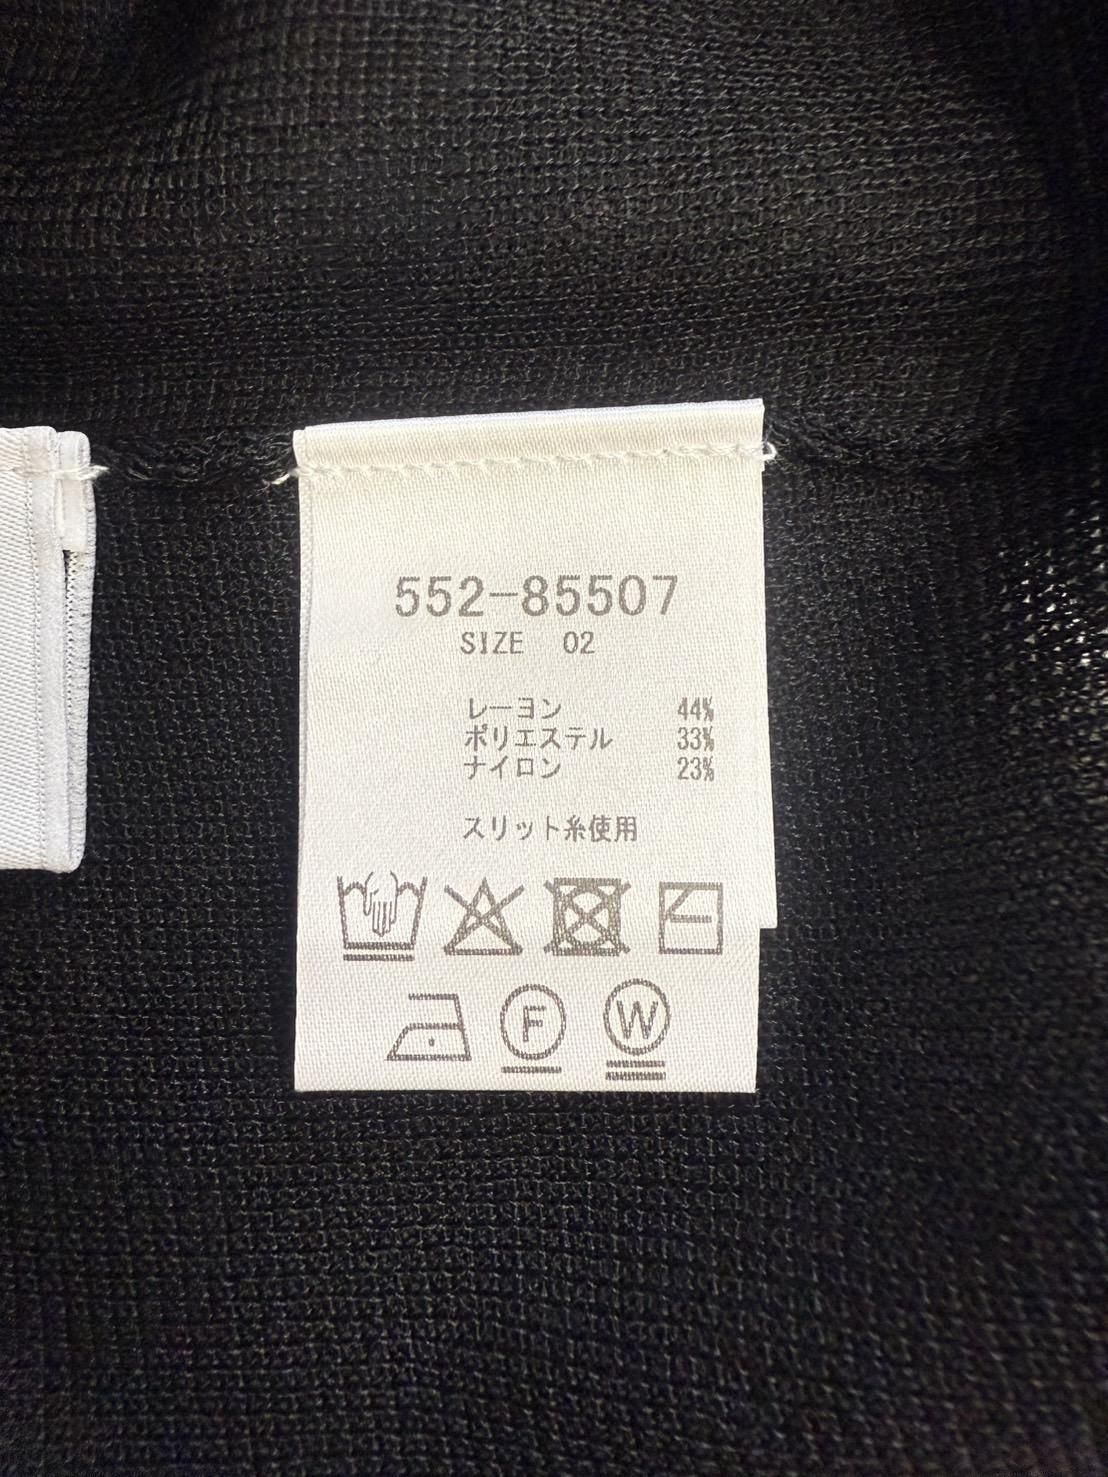 552-85507
SIZE 02
レーヨン 44%
ポリエステル 33%
ナイロン 23%
スリット糸使用
F
W